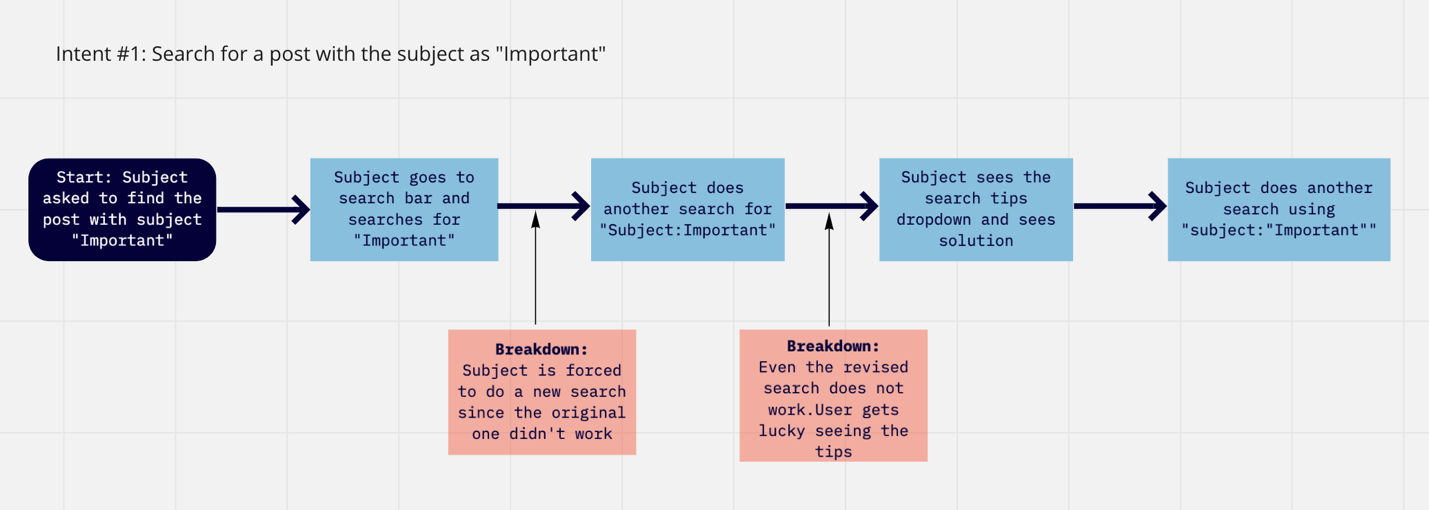 Intent #1: Search for a post with the subject as "Important"
Start: Subject
asked to find the
post with subject
"Important"
Subject goes to
search bar and
searches for
"Important"
Subject does
another search for
"Subject:Important"
Subject sees the
search tips
dropdown and sees
solution
Subject does another
search using
"subject:"Important""
Breakdown:
Subject is forced
to do a new search
since the original
one didn't work
Breakdown:
Even the revised
search does not
work.User gets
lucky seeing the
tips